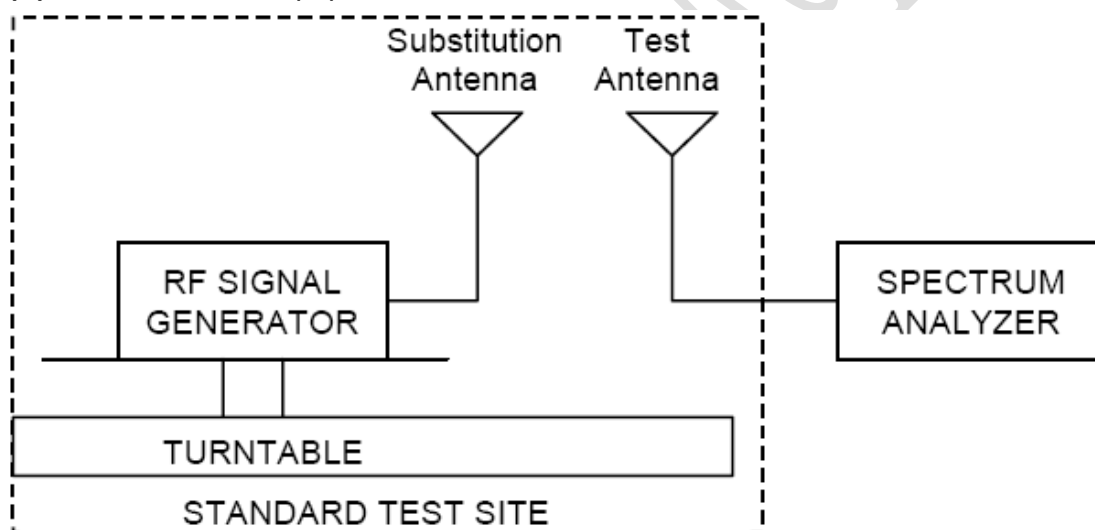 Substitution
Antenna
Test
Antenna
RF SIGNAL
GENERATOR
SPECTRUM
ANALYZER
TURNTABLE
STANDARD TEST SITE